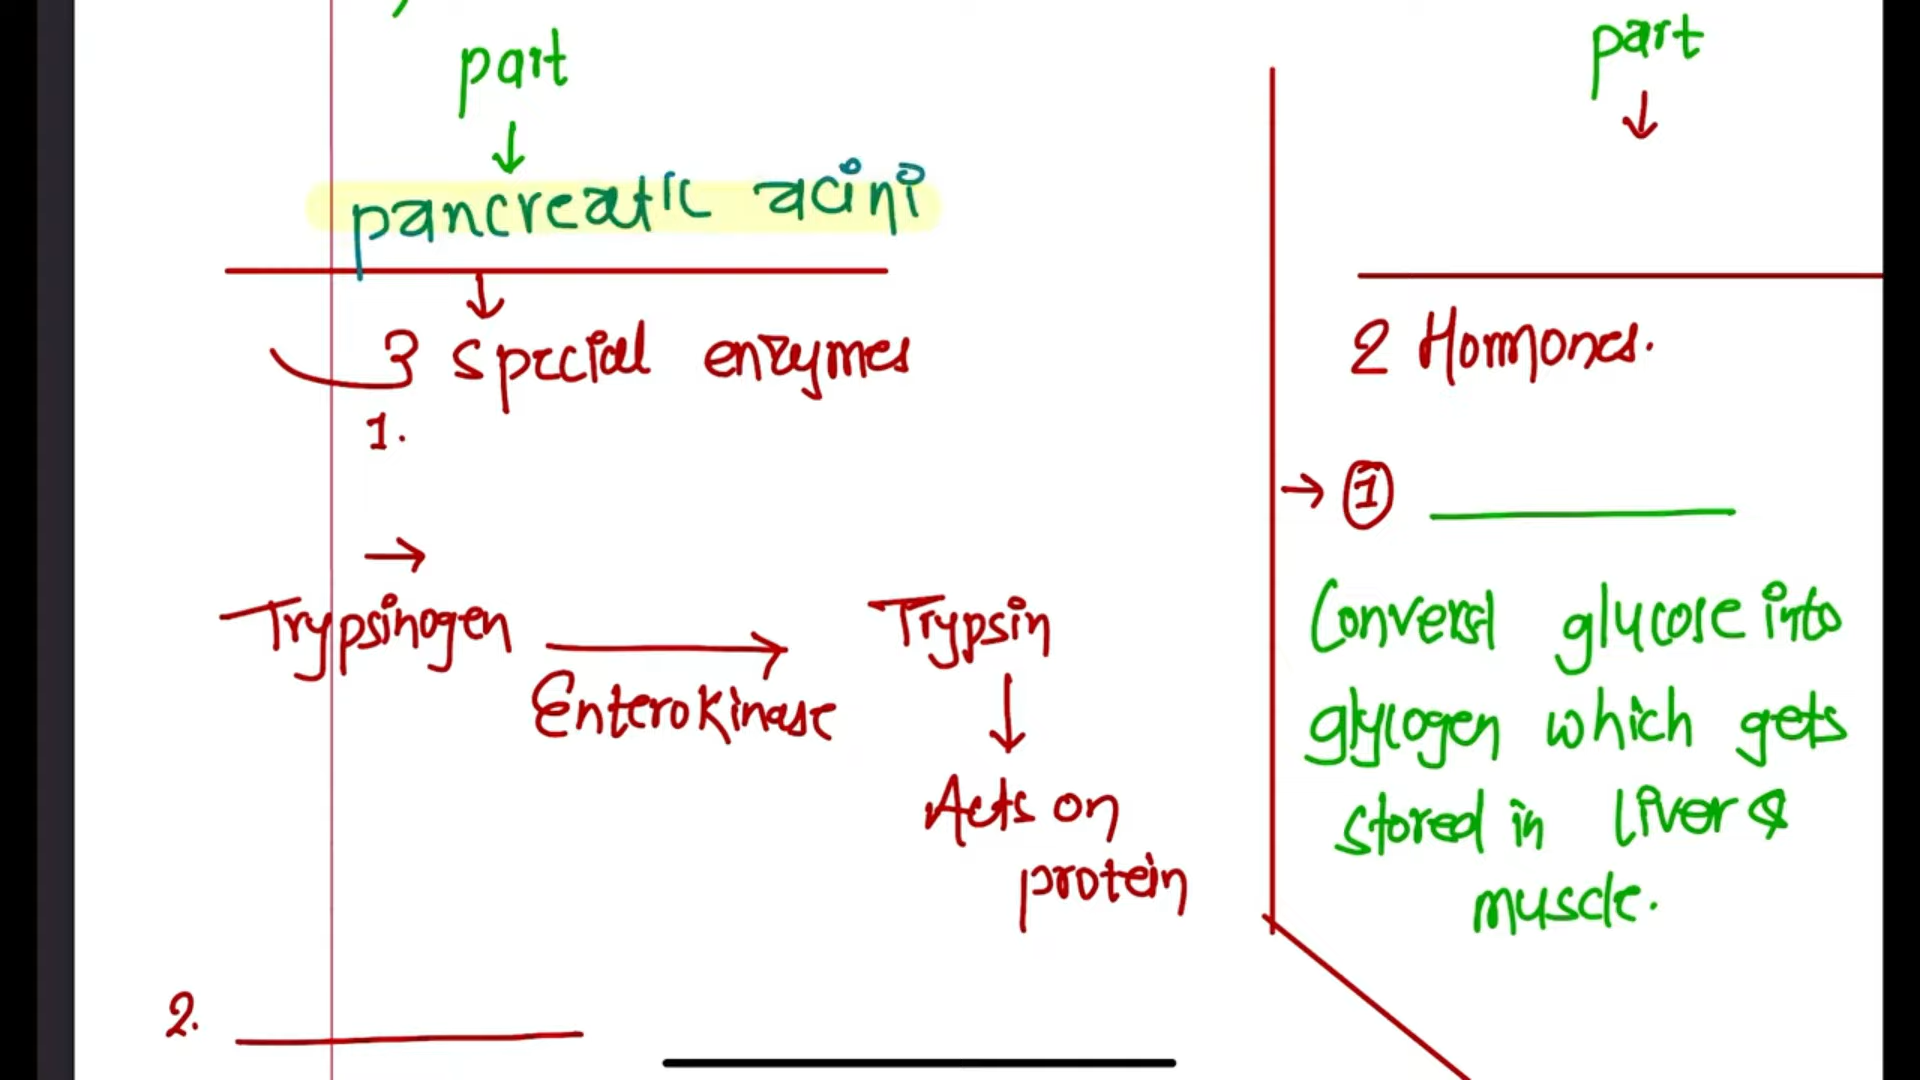 part
pancreatic acini
3 special enzymes
1.
Trypsinogen
Enterokinase
Trypsin
Acts on
protein
2.
part
2 Hormones.
1
glucose into
glycogen which gets
stored in liver &
muscle.